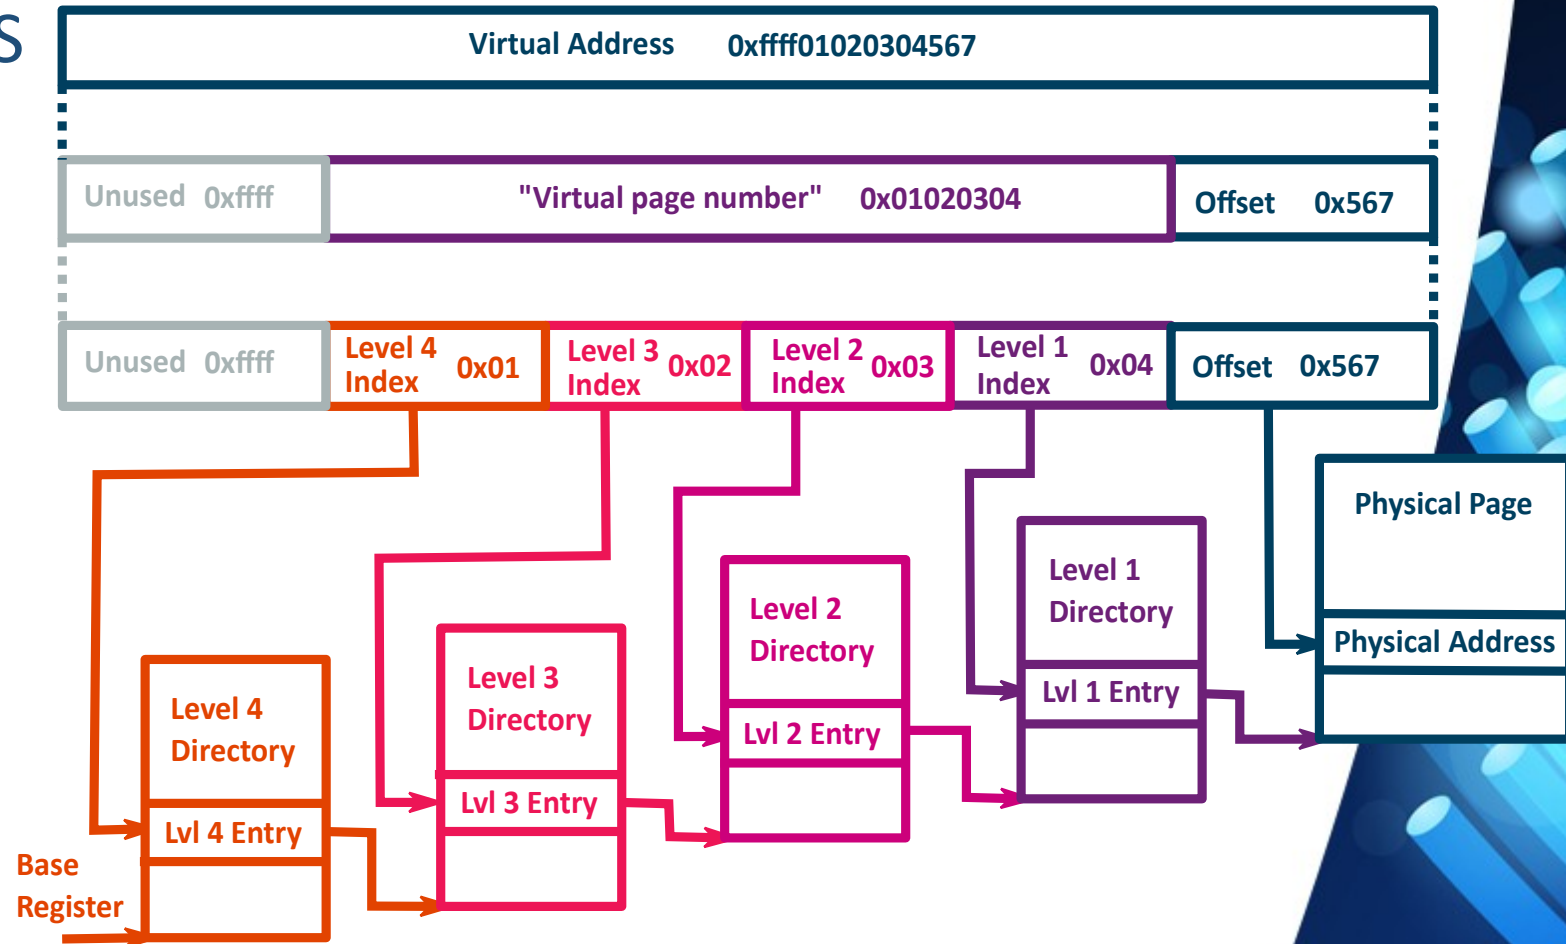 S
Virtual Address 0xffff01020304567
Unused 0xffff "Virtual page number" 0x01020304 Offset 0x567
Unused 0xffff
Level 4
Index 0x01
Level 3
Index 0x02
Level 2
Index 0x03
Level 1
Index 0x04
Offset 0x567
Physical Page
Physical Address
Level 1
Directory
Lvl 1 Entry
Level 2
Directory
Lvl 2 Entry
Level 3
Directory
Lvl 3 Entry
Level 4
Directory
Lvl 4 Entry
Base
Register